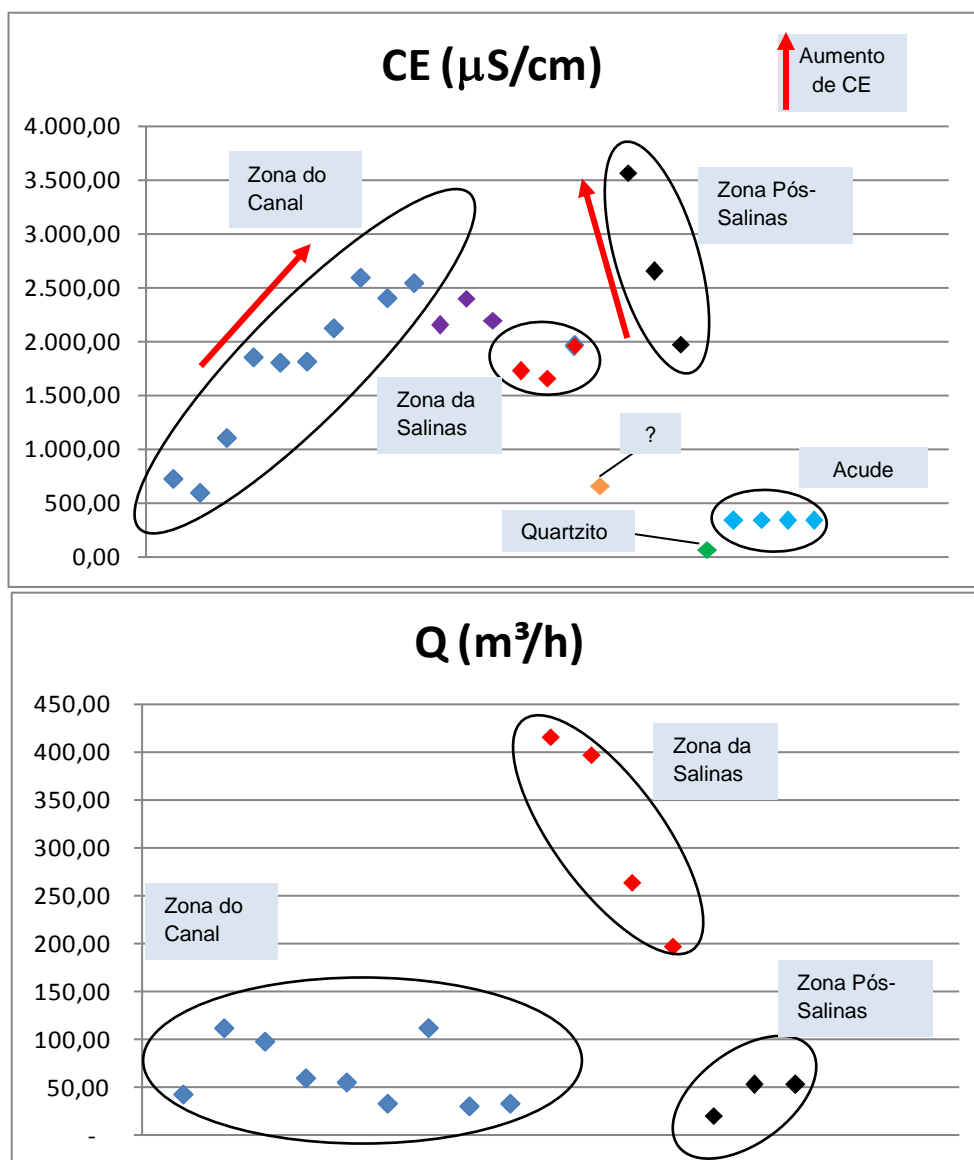 CE (μS/cm)
Aumento
de CE
4.000,00
3.500,00
3.000,00
2.500,00
2.000,00
1.500,00
1.000,00
500,00
0,00
Zona do
Canal
Zona Pós-
Salinas
Zona da
Salinas
?
Acude
Quartzito
Q (m³/h)
450,00
400,00
350,00
300,00
250,00
200,00
150,00
100,00
50,00
-
Zona da
Salinas
Zona do
Canal
Zona Pós-
Salinas